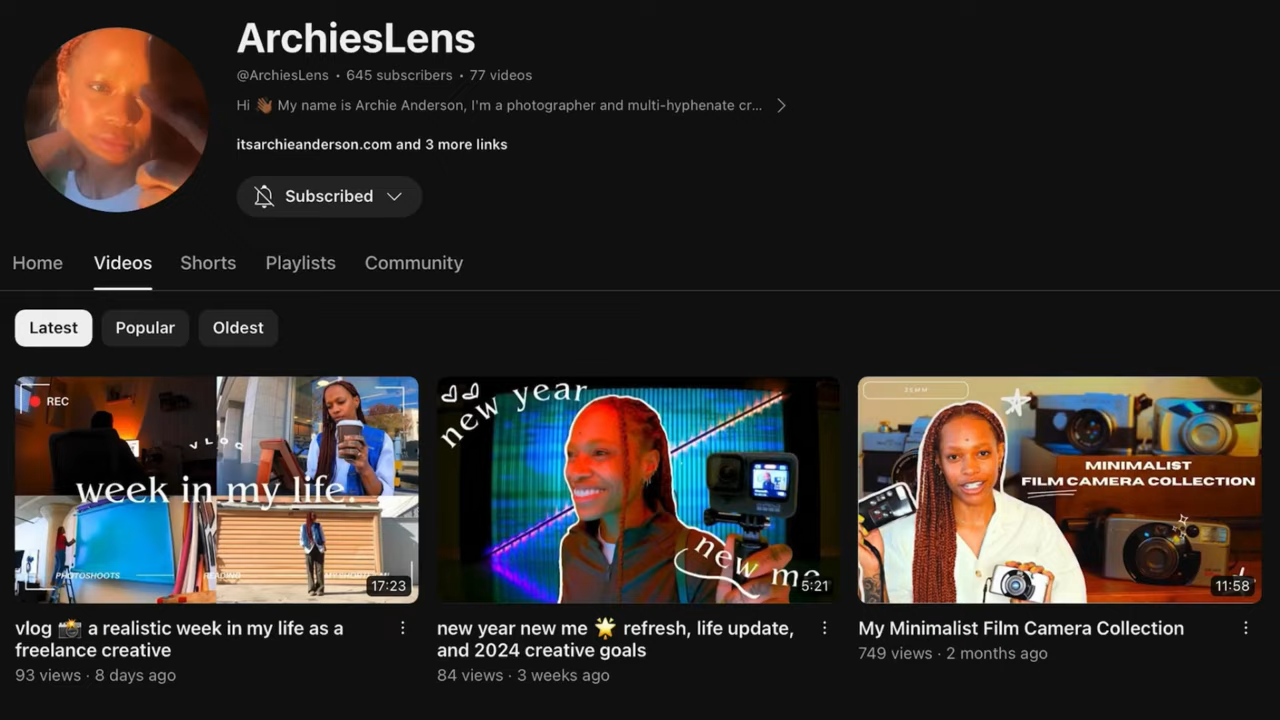 ArchiesLens
@ArchiesLens • 645 subscribers • 77 videos
Hi 👋🏾 My name is Archie Anderson, I'm a photographer and multi-hyphenate cr...
itsarchieanderson.com and 3 more links
Subscribed
Home Videos Shorts Playlists Community
Latest Popular Oldest
REC
VLOG
week in my life.
PHOTOSHOOTS
READING
17:23
new year
new me
5:21
35MM
MINIMALIST
FILM CAMERA COLLECTION
11:58
vlog 📸 a realistic week in my life as a
freelance creative
93 views · 8 days ago
new year new me 🌟 refresh, life update,
and 2024 creative goals
84 views · 3 weeks ago
My Minimalist Film Camera Collection
749 views · 2 months ago